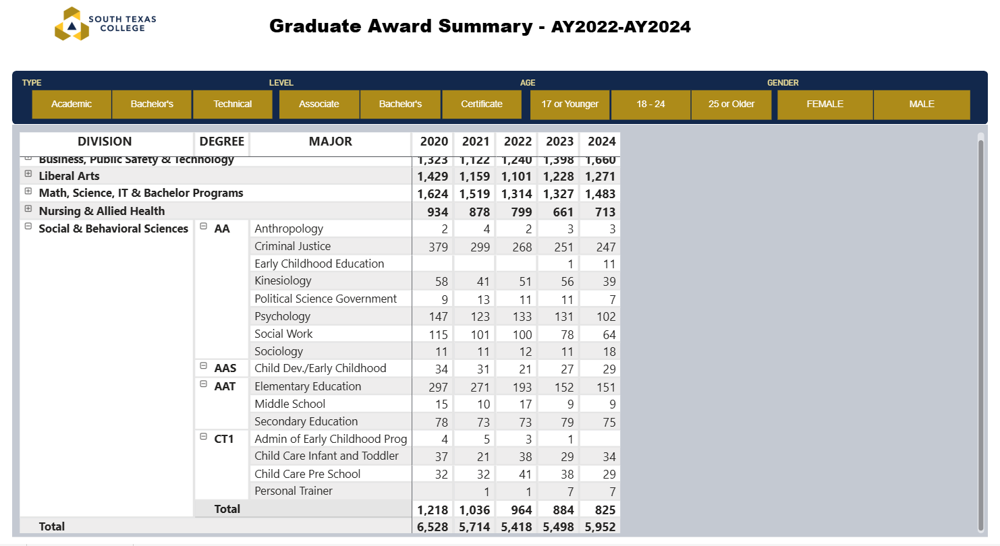 SOUTH TEXAS
COLLEGE
Graduate Award Summary - AY2022-AY2024
TYPE LEVEL AGE GENDER
Academic Bachelor's Technical Associate Bachelor's Certificate 17 or Younger 18 - 24 25 or Older FEMALE MALE
DIVISION DEGREE MAJOR 2020 2021 2022 2023 2024
Business, Public Safety & Technology 1,323 1,122 1,240 1,398 1,660
Liberal Arts 1,429 1,159 1,101 1,228 1,271
Math, Science, IT & Bachelor Programs 1,624 1,519 1,314 1,327 1,483
Nursing & Allied Health 934 878 799 661 713
Social & Behavioral Sciences AA Anthropology 2 4 2 3 3
Criminal Justice 379 299 268 251 247
Early Childhood Education 1 11
Kinesiology 58 41 51 56 39
Political Science Government 9 13 11 11 7
Psychology 147 123 133 131 102
Social Work 115 101 100 78 64
Sociology 11 11 12 11 18
AAS Child Dev./Early Childhood 34 31 21 27 29
AAT Elementary Education 297 271 193 152 151
Middle School 15 10 17 9 9
Secondary Education 78 73 73 79 75
CT1 Admin of Early Childhood Prog 4 5 3 1
Child Care Infant and Toddler 37 21 38 29 34
Child Care Pre School 32 32 41 38 29
Personal Trainer 1 1 7 7
Total 1,218 1,036 964 884 825
Total 6,528 5,714 5,418 5,498 5,952